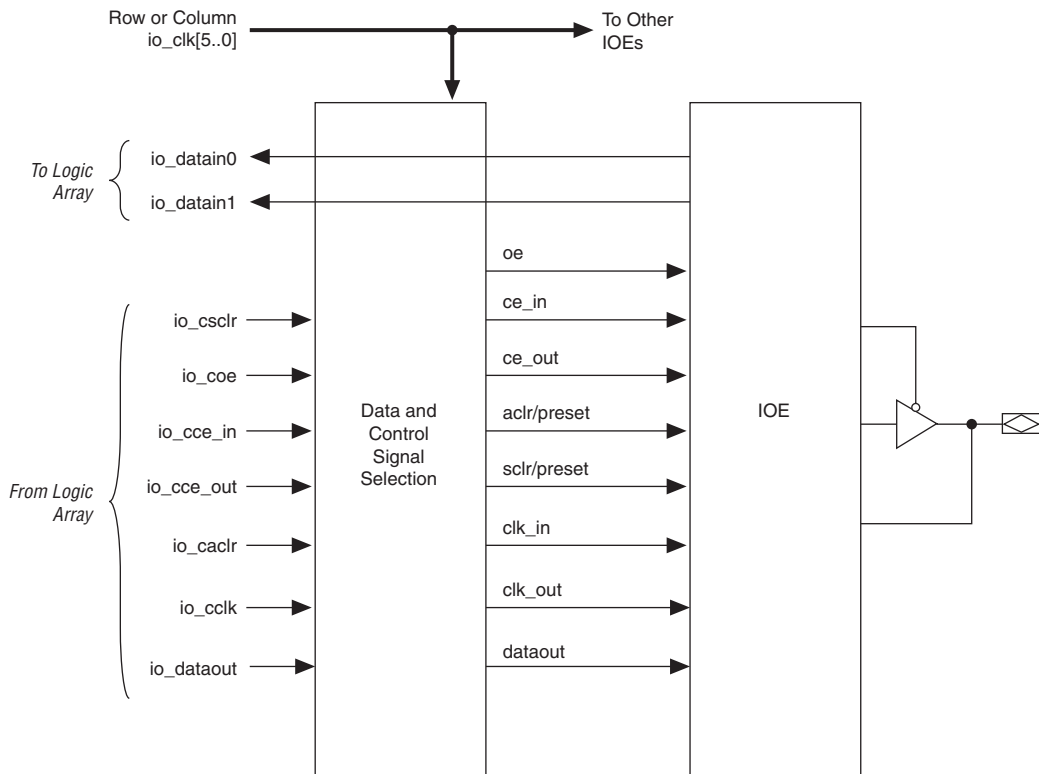 Row or Column
io_clk[5..0]
To Other
IOEs
To Logic
Array
io_datain0
io_datain1
From Logic
Array
io_csclr
io_coe
io_cce_in
io_cce_out
io_caclr
io_cclk
io_dataout
Data and
Control
Signal
Selection
oe
ce_in
ce_out
aclr/preset
sclr/preset
clk_in
clk_out
dataout
IOE